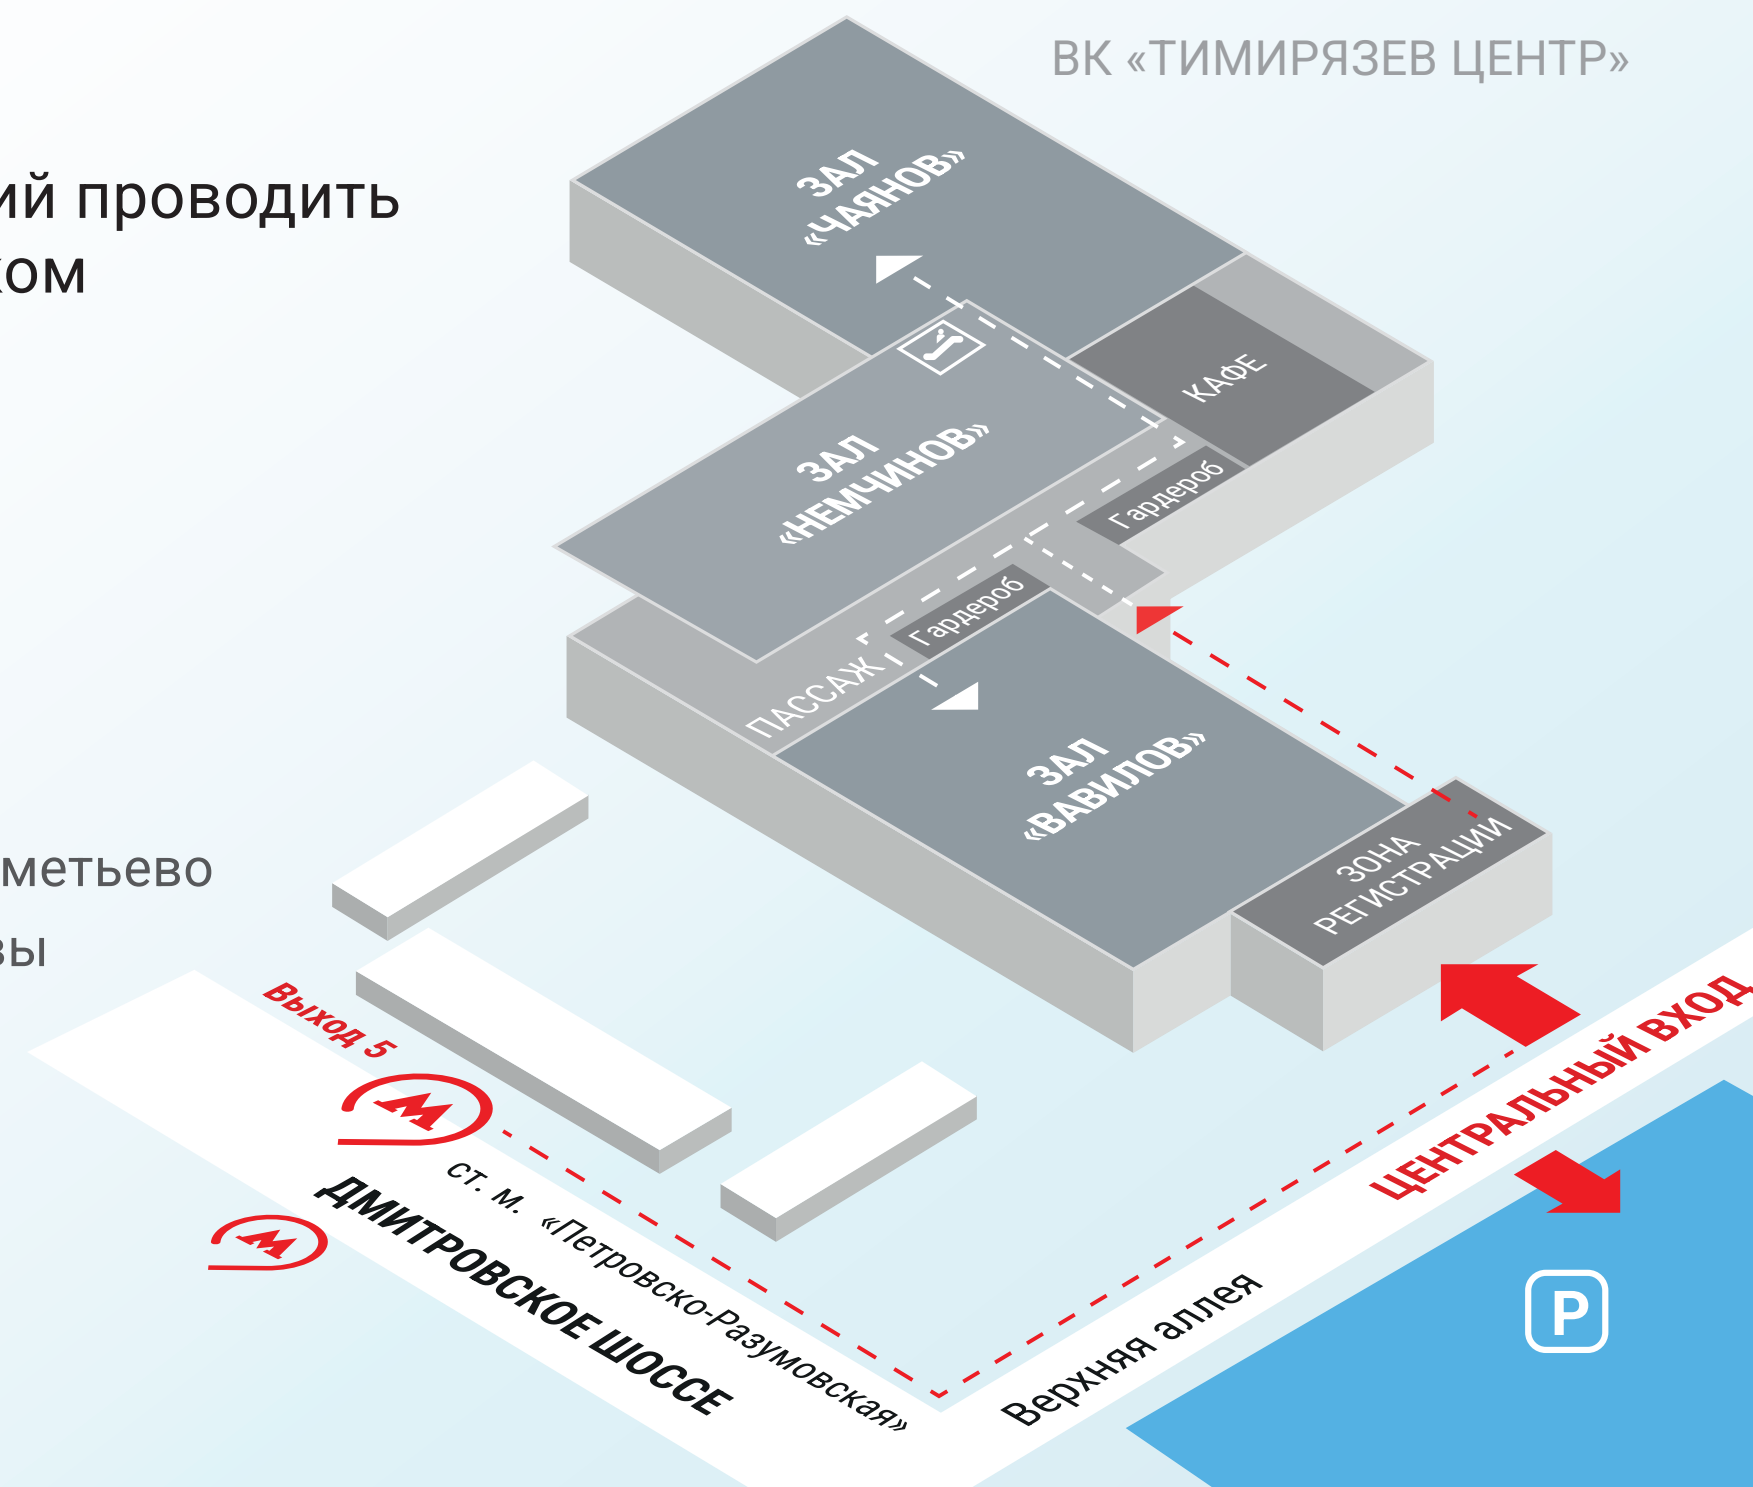 ВК «ТИМИРЯЗЕВ ЦЕНТР»
ий проводить
ком
ЗАЛ
«ЧАЯНОВ»
КАФЕ
ЗАЛ
«НЕМЧИНОВ»
Гардероб
Гардероб
ПАССАЖ
ЗАЛ
«ВАВИЛОВ»
ЗОНА
РЕГИСТРАЦИИ
метьево
вы
Выход 5
ст. м. «Петровско-Разумовская»
ДМИТРОВСКОЕ ШОССЕ
Верхняя аллея
ЦЕНТРАЛЬНЫЙ ВХОД
P